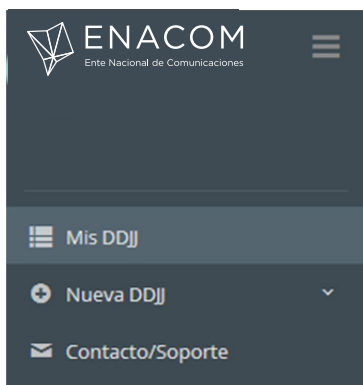 ENACOM
Ente Nacional de Comunicaciones
Mis DDJJ
Nueva DDJJ
Contacto/Soporte